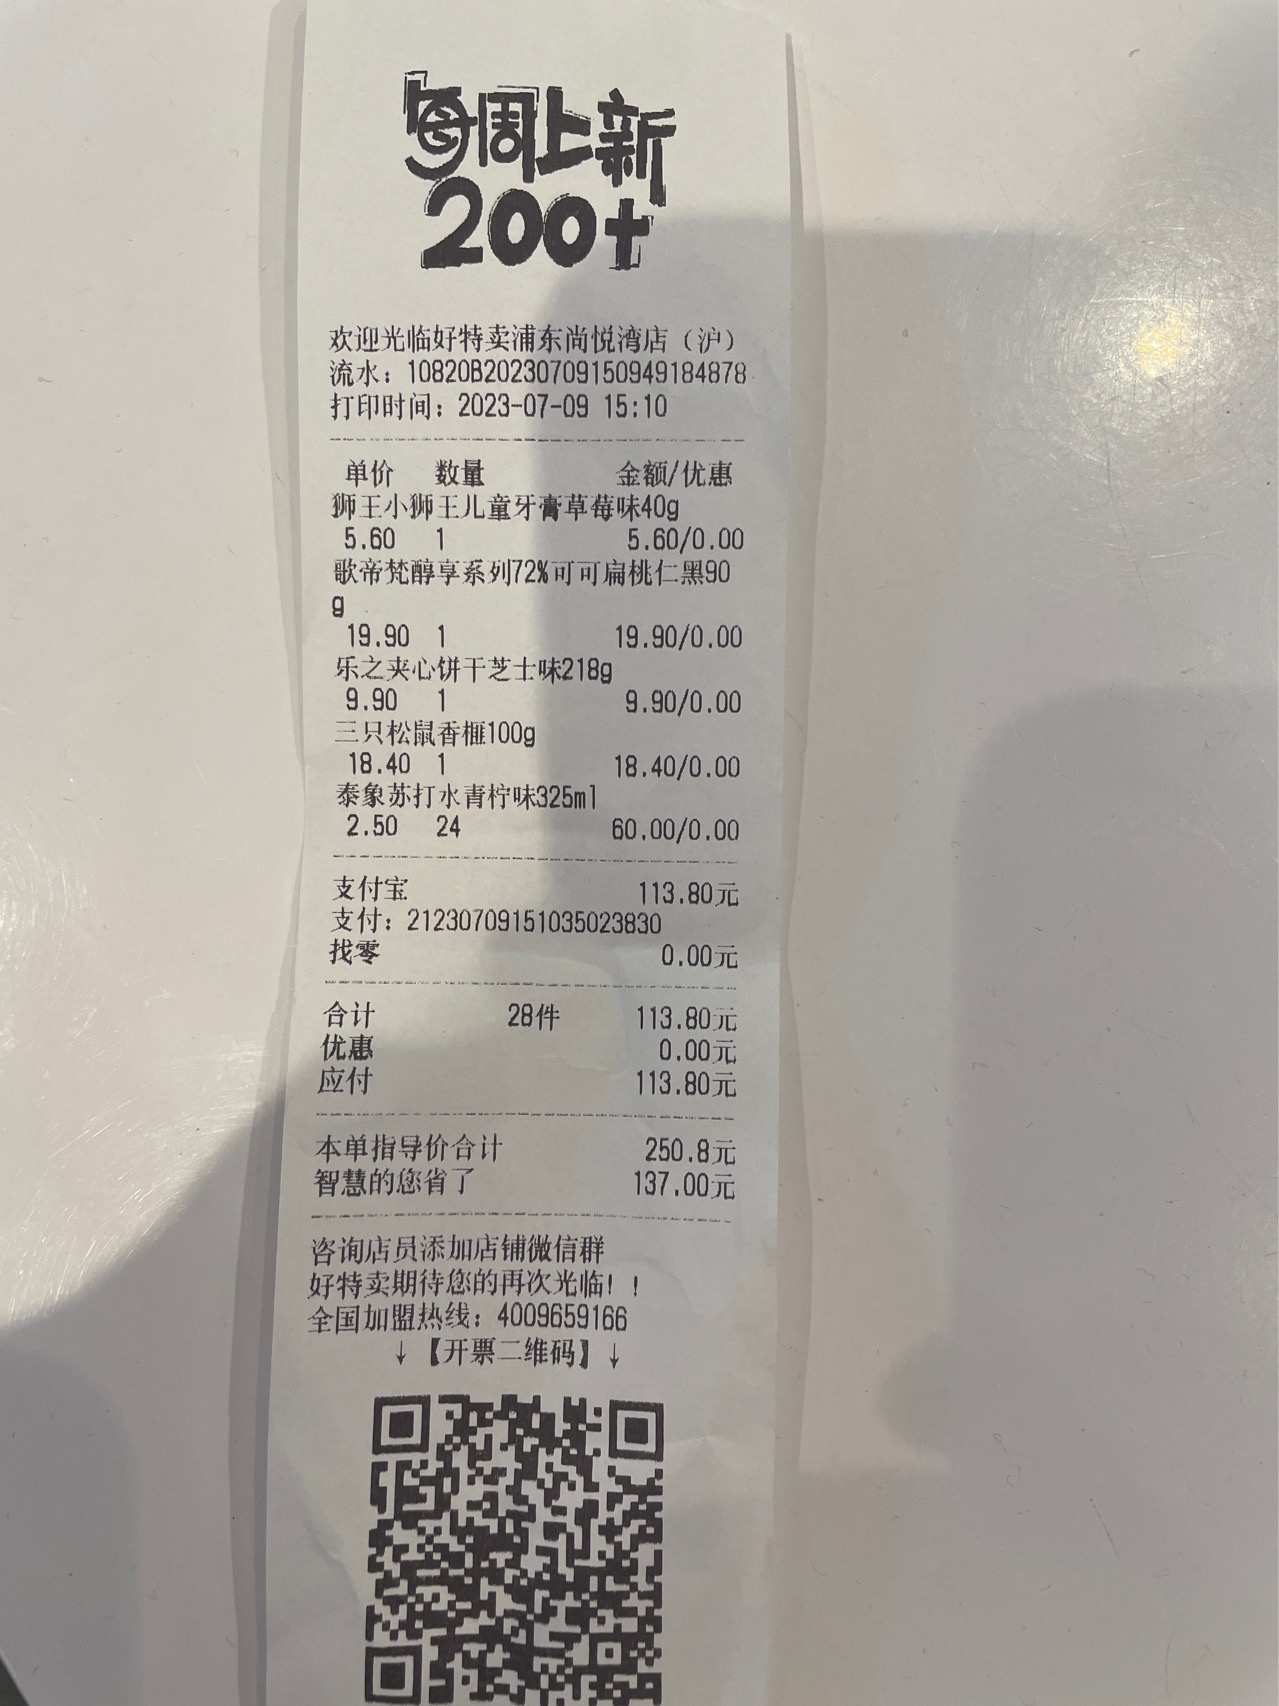 每周上新
200+
欢迎光临好特卖浦东尚悦湾店（沪）
流水：10820B20230709150949184878
打印时间：2023-07-09 15:10
单价 数量 金额/优惠
狮王小狮王儿童牙膏草莓味40g
5.60 1 5.60/0.00
歌帝梵醇享系列72%可可扁桃仁黑90
g
19.90 1 19.90/0.00
乐之夹心饼干芝士味218g
9.90 1 9.90/0.00
三只松鼠香榧100g
18.40 1 18.40/0.00
泰象苏打水青柠味325ml
2.50 24 60.00/0.00
支付宝 113.80元
支付：21230709151035023830
找零 0.00元
合计 28件 113.80元
优惠 0.00元
应付 113.80元
本单指导价合计 250.8元
智慧的您省了 137.00元
咨询店员添加店铺微信群
好特卖期待您的再次光临！！
全国加盟热线：4009659166
↓【开票二维码】↓